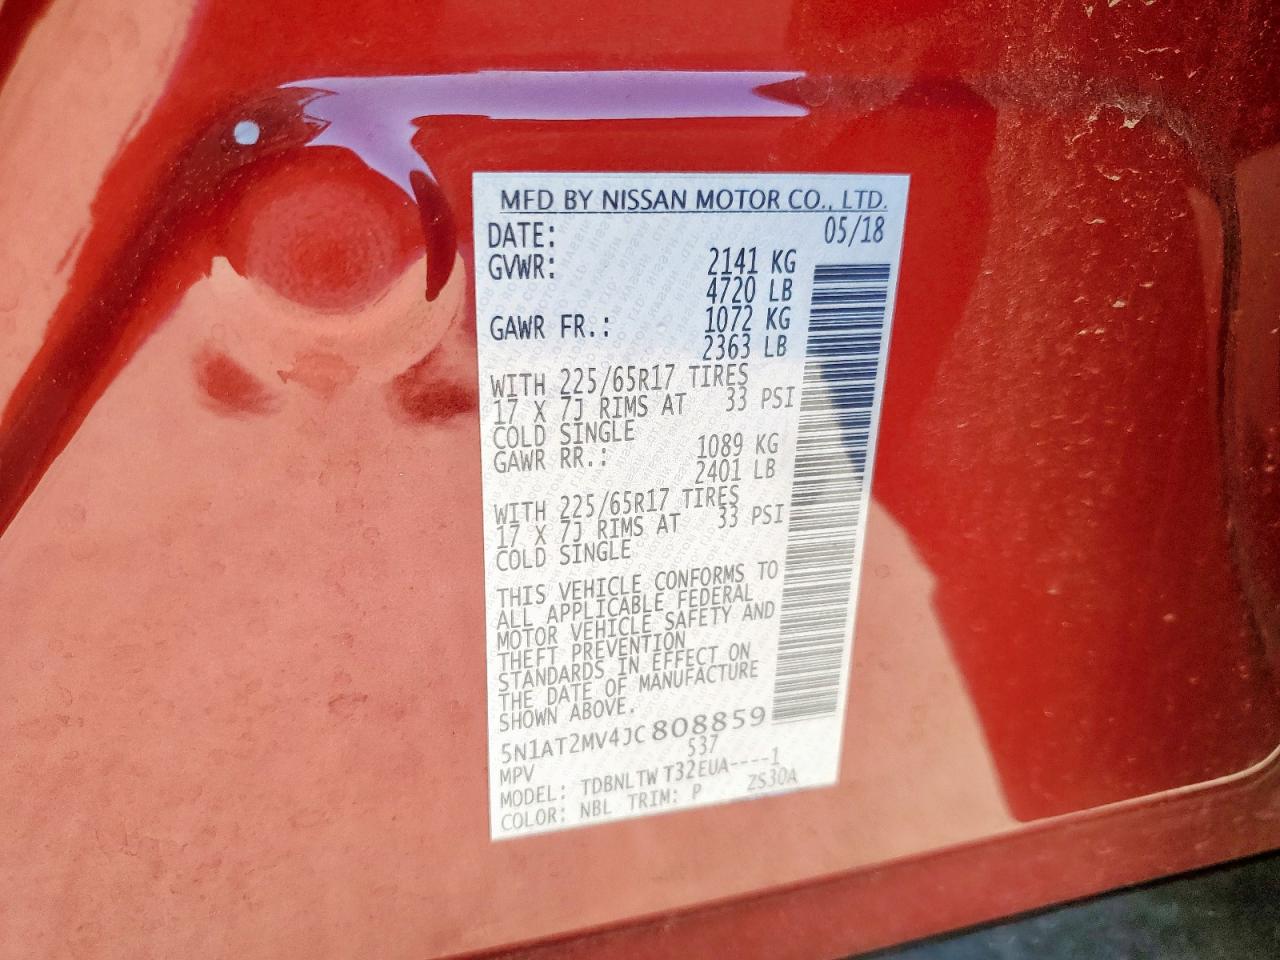 MFD BY NISSAN MOTOR CO., LTD.
DATE: 05/18
GVWR: 2141 KG
4720 LB
GAWR FR.: 1072 KG
2363 LB
WITH 225/65R17 TIRES
17 X 7J RIMS AT 33 PSI
COLD SINGLE
GAWR RR.: 1089 KG
2401 LB
WITH 225/65R17 TIRES
17 X 7J RIMS AT 33 PSI
COLD SINGLE
THIS VEHICLE CONFORMS TO
ALL APPLICABLE FEDERAL
MOTOR VEHICLE SAFETY AND
THEFT PREVENTION
STANDARDS IN EFFECT ON
THE DATE OF MANUFACTURE
SHOWN ABOVE.
5N1AT2MV4JC808859
MPV 537
MODEL: TDBNLTWT32EUA----1
COLOR: NBL TRIM: P ZS30A